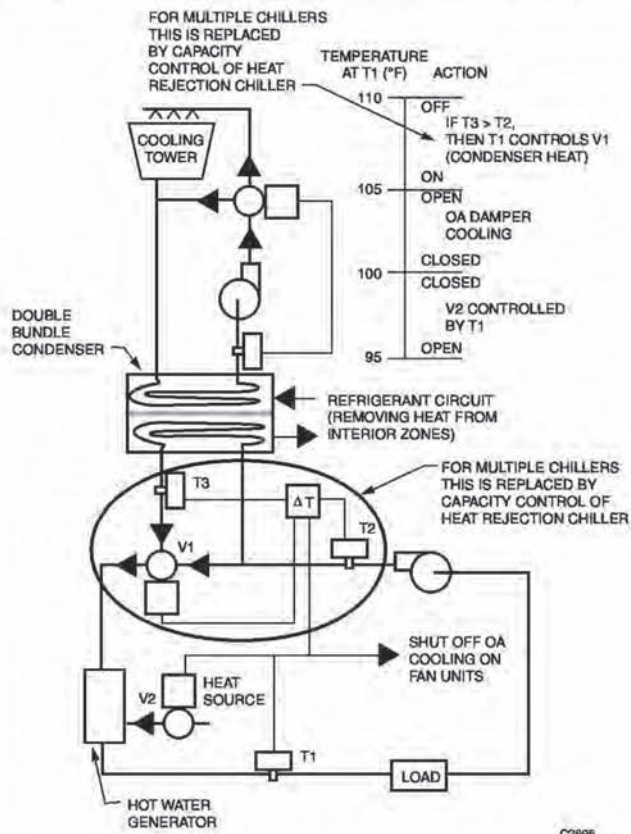 FOR MULTIPLE CHILLERS
THIS IS REPLACED
BY CAPACITY
CONTROL OF HEAT
REJECTION CHILLER
TEMPERATURE
AT T1 (°F) ACTION
110
OFF
IF T3 > T2,
THEN T1 CONTROLS V1
(CONDENSER HEAT)
ON
105
OPEN
OA DAMPER
COOLING
CLOSED
100
CLOSED
V2 CONTROLLED
BY T1
OPEN
95
COOLING
TOWER
DOUBLE
BUNDLE
CONDENSER
REFRIGERANT CIRCUIT
(REMOVING HEAT FROM
INTERIOR ZONES)
FOR MULTIPLE CHILLERS
THIS IS REPLACED BY
CAPACITY CONTROL OF
HEAT REJECTION CHILLER
T3
ΔT
T2
V1
SHUT OFF OA
COOLING ON
FAN UNITS
V2
HEAT
SOURCE
T1
LOAD
HOT WATER
GENERATOR